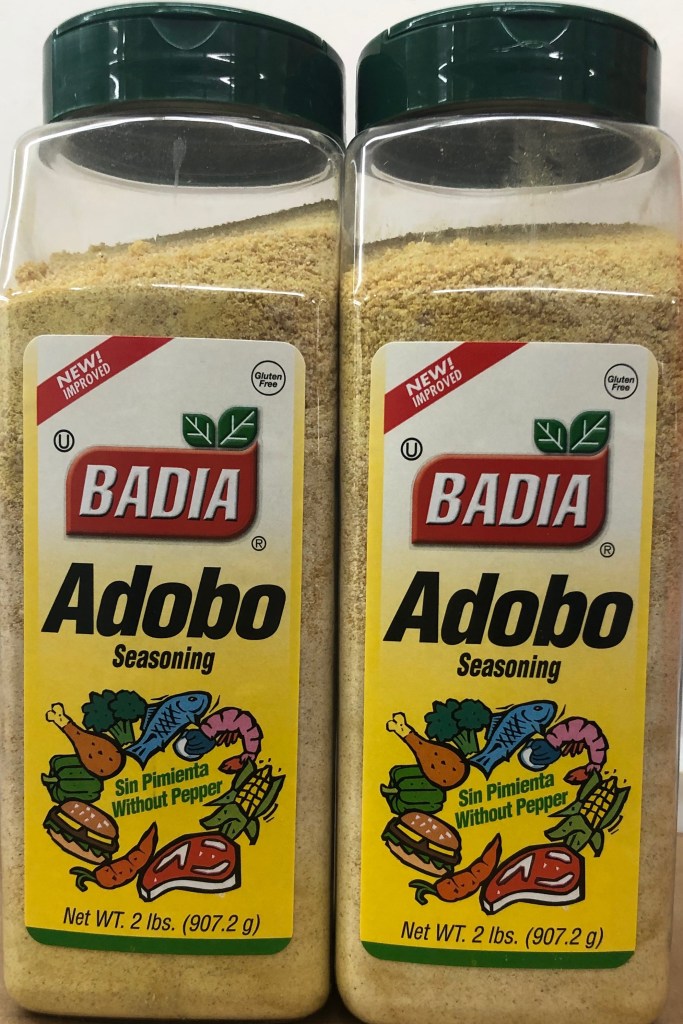 NEW!
IMPROVED
Gluten
Free
U
BADIA
®
Adobo
Seasoning
Sin Pimienta
Without Pepper
Net WT. 2 lbs. (907.2 g)
NEW!
IMPROVED
Gluten
Free
U
BADIA
®
Adobo
Seasoning
Sin Pimienta
Without Pepper
Net WT. 2 lbs. (907.2 g)